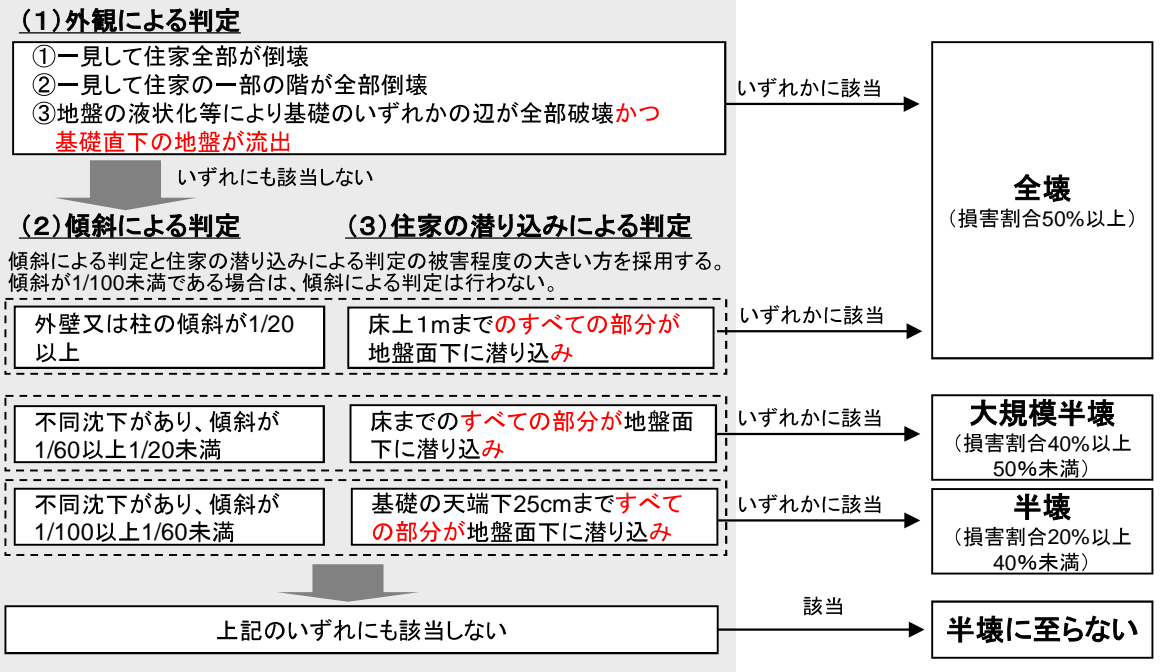 (1)外観による判定
①一見して住家全部が倒壊
②一見して住家の一部の階が全部倒壊
③地盤の液状化等により基礎のいずれかの辺が全部破壊かつ
基礎直下の地盤が流出
いずれかに該当
いずれにも該当しない
全壊
(損害割合50%以上)
(2)傾斜による判定
(3)住家の潜り込みによる判定
傾斜による判定と住家の潜り込みによる判定の被害程度の大きい方を採用する。
傾斜が1/100未満である場合は、傾斜による判定は行わない。
外壁又は柱の傾斜が1/20
以上
床上1mまでのすべての部分が
地盤面下に潜り込み
いずれかに該当
不同沈下があり、傾斜が
1/60以上1/20未満
床までのすべての部分が地盤面
下に潜り込み
いずれかに該当
大規模半壊
(損害割合40%以上
50%未満)
不同沈下があり、傾斜が
1/100以上1/60未満
基礎の天端下25cmまですべて
の部分が地盤面下に潜り込み
いずれかに該当
半壊
(損害割合20%以上
40%未満)
上記のいずれにも該当しない
該当
半壊に至らない